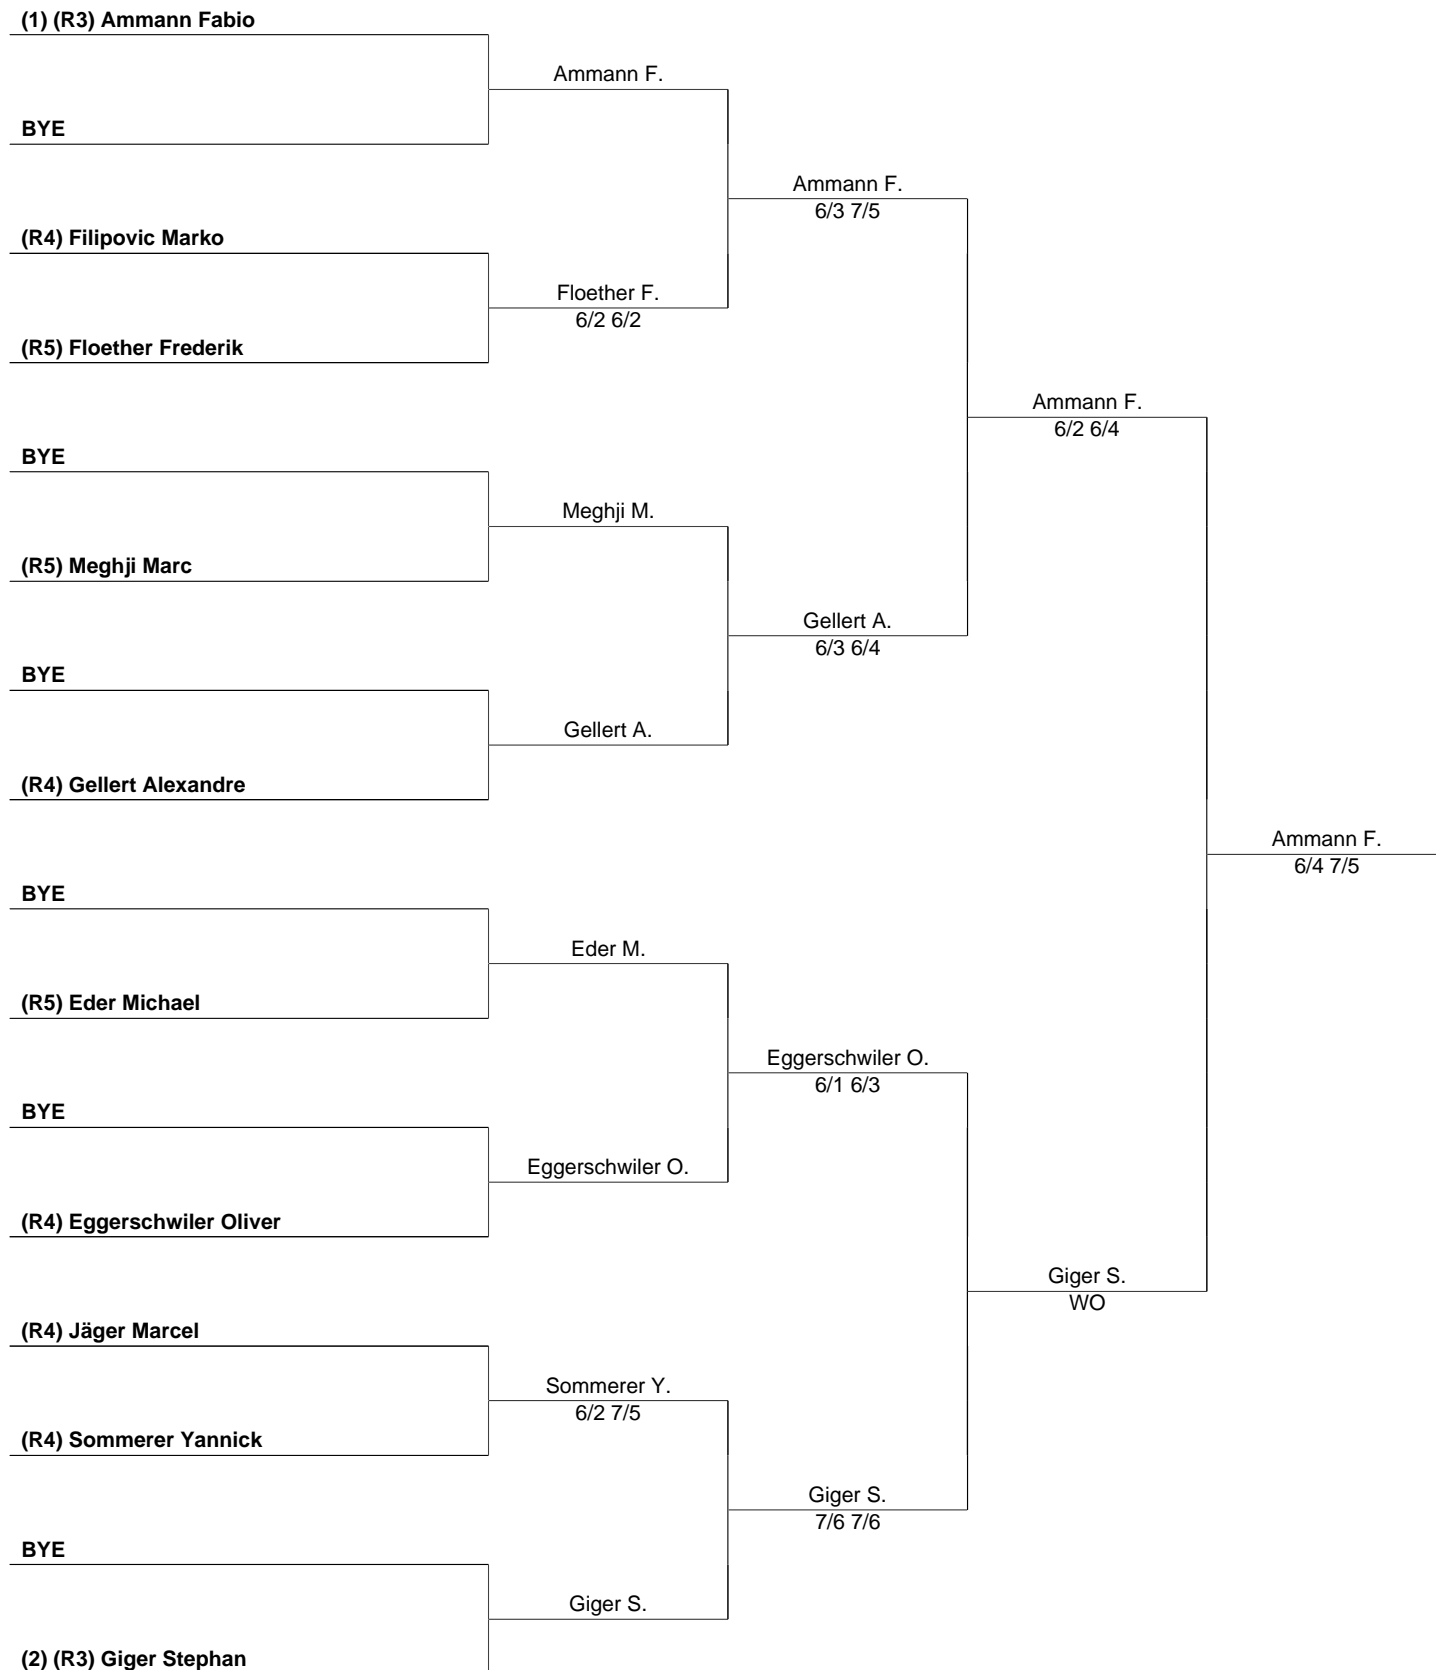 (1) (R3) Ammann Fabio
Ammann F.
BYE
Ammann F.
6/3 7/5
(R4) Filipovic Marko
Floether F.
6/2 6/2
(R5) Floether Frederik
Ammann F.
6/2 6/4
BYE
Meghji M.
(R5) Meghji Marc
Gellert A.
6/3 6/4
BYE
Gellert A.
(R4) Gellert Alexandre
Ammann F.
6/4 7/5
BYE
Eder M.
(R5) Eder Michael
Eggerschwiler O.
6/1 6/3
BYE
Eggerschwiler O.
(R4) Eggerschwiler Oliver
Giger S.
WO
(R4) Jäger Marcel
Sommerer Y.
6/2 7/5
(R4) Sommerer Yannick
Giger S.
7/6 7/6
BYE
Giger S.
(2) (R3) Giger Stephan